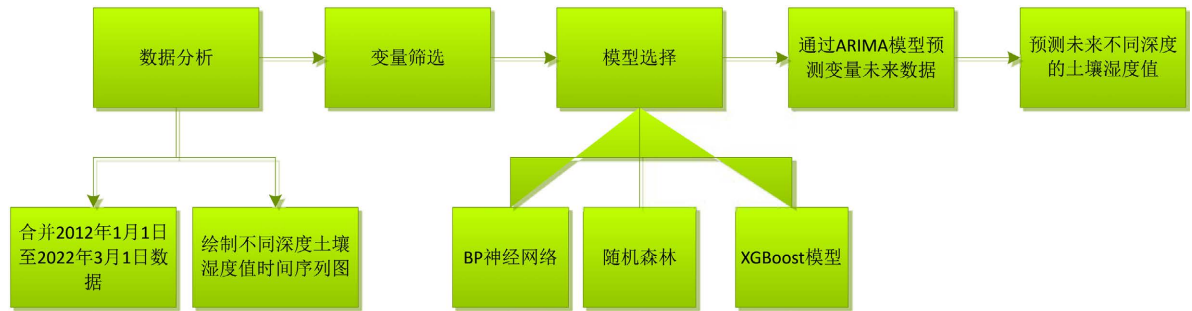 数据分析
变量筛选
模型选择
通过ARIMA模型预
测变量未来数据
预测未来不同深度
的土壤湿度值
合并2012年1月1日
至2022年3月1日数
据
绘制不同深度土壤
湿度值时间序列图
BP神经网络
随机森林
XGBoost模型